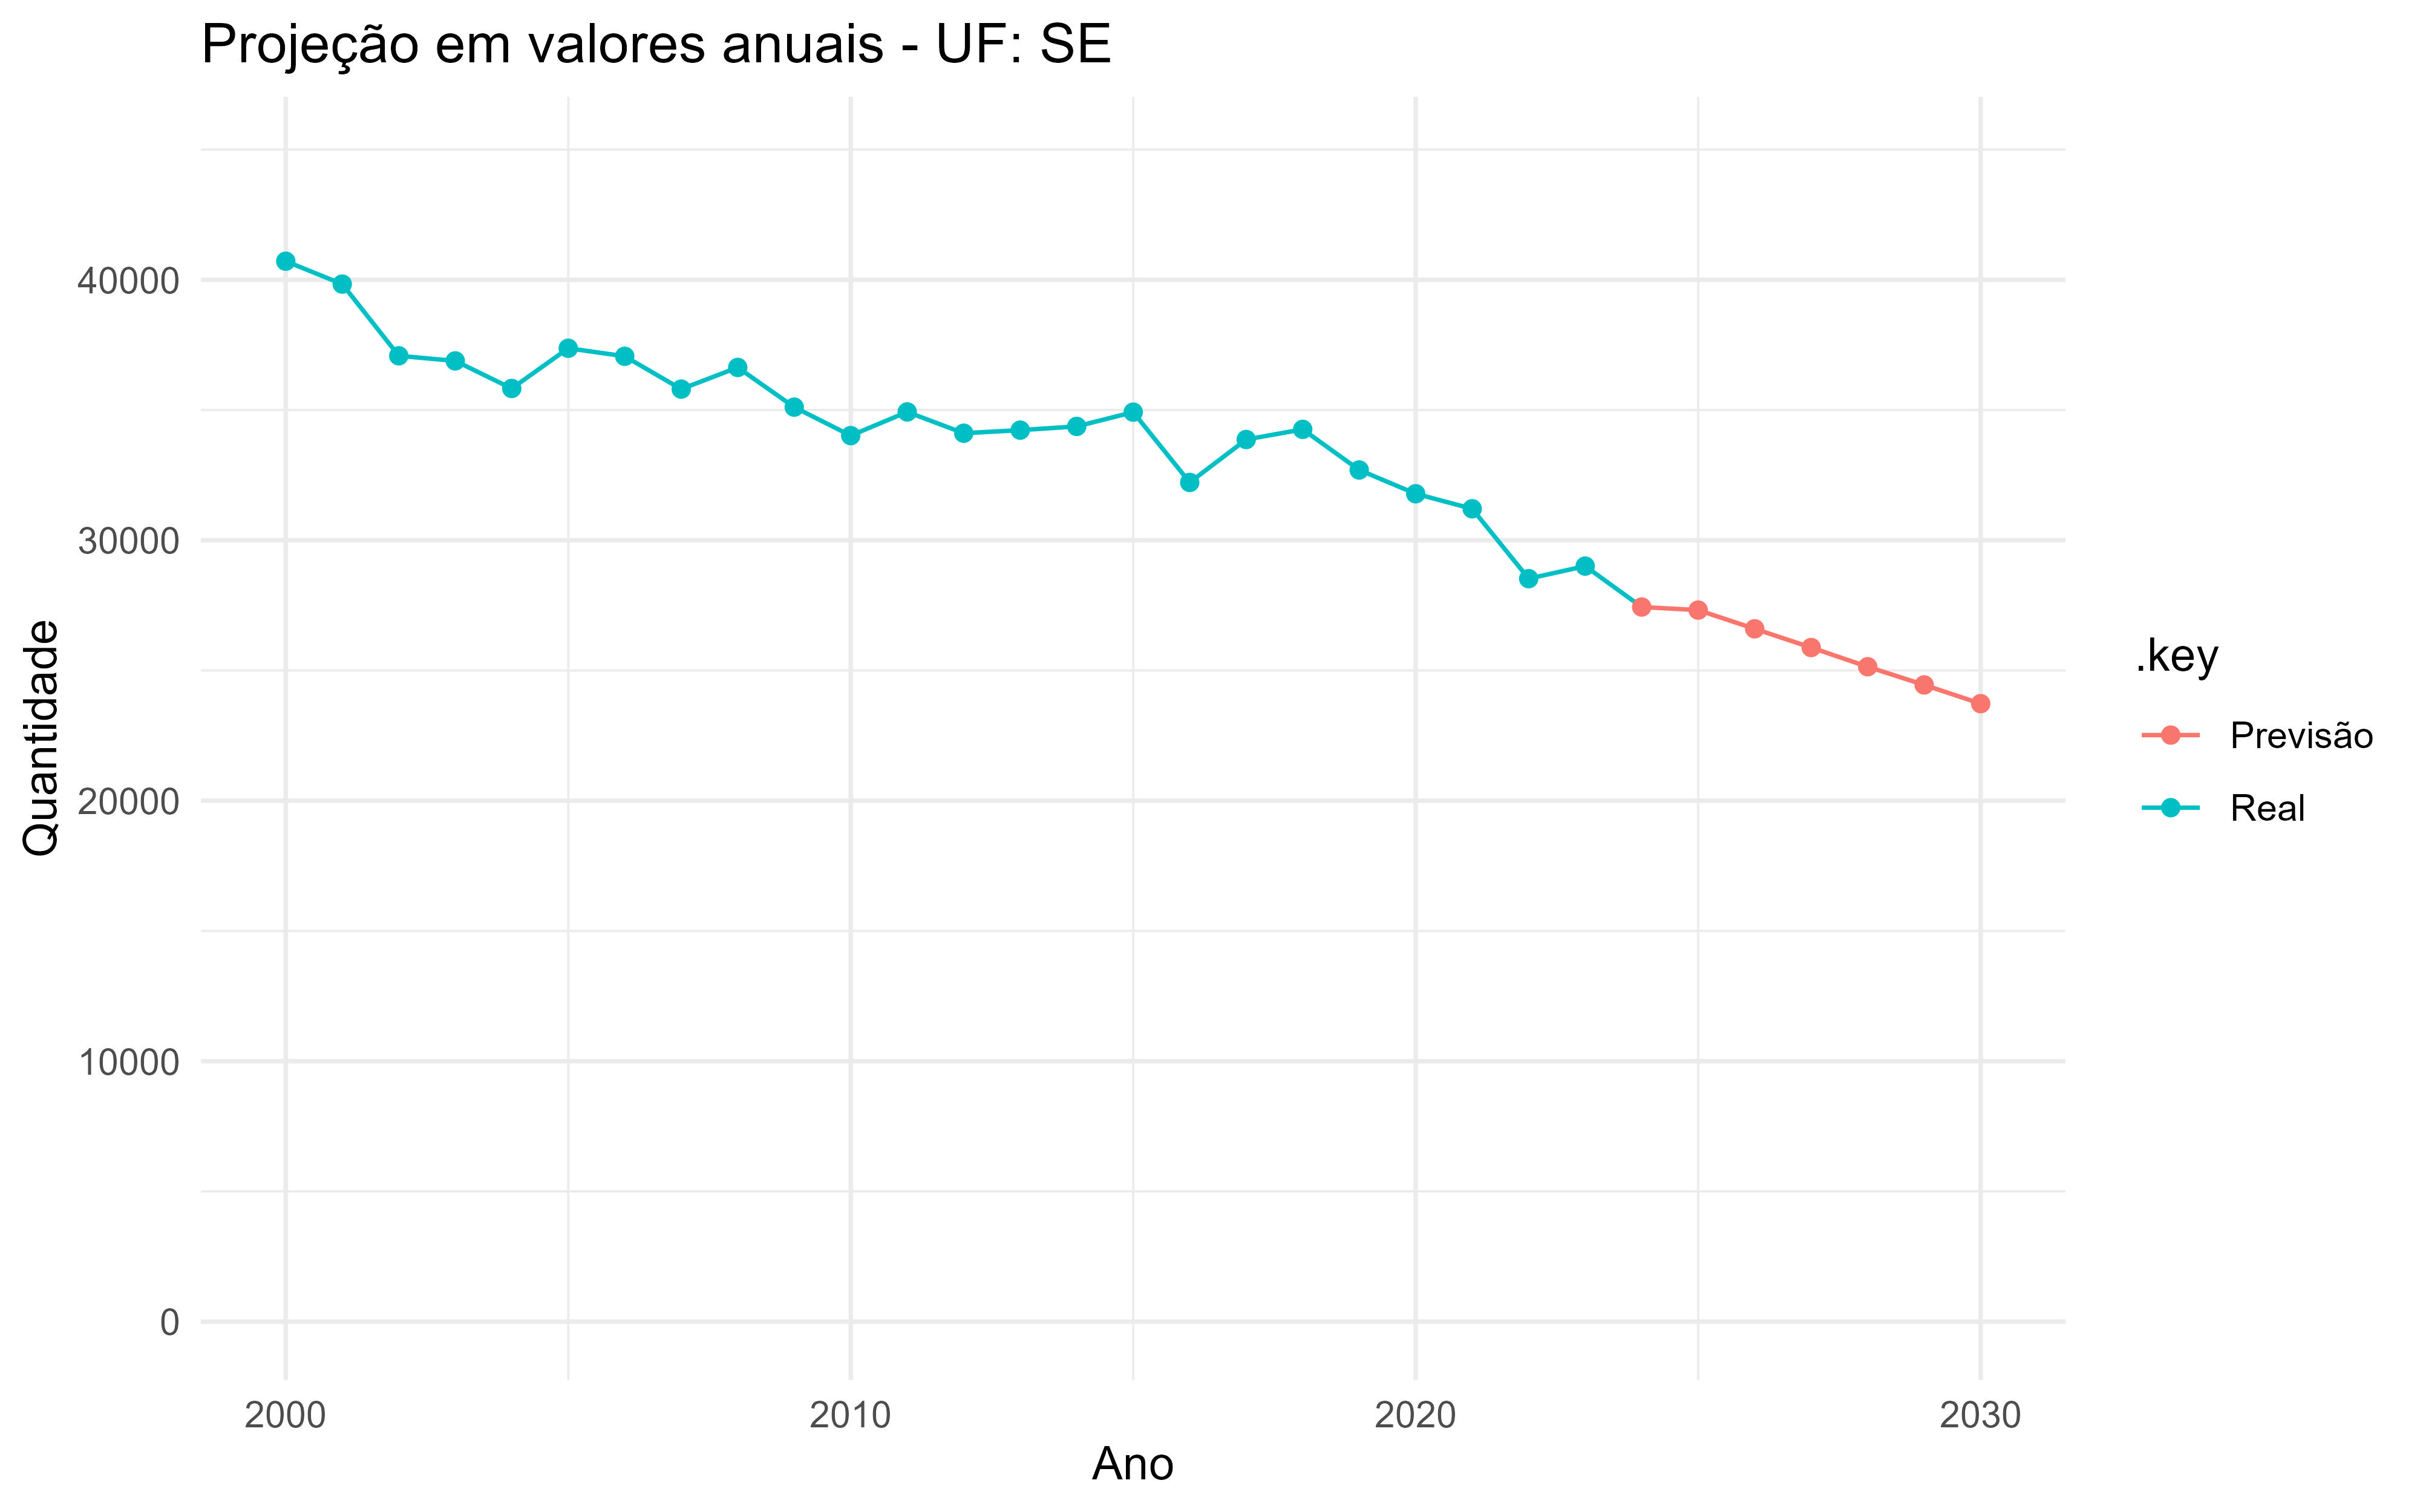 Projeção em valores anuais - UF: SE
Quantidade
40000
30000
20000
10000
0
2000
2010
2020
2030
Ano
.key
Previsão
Real